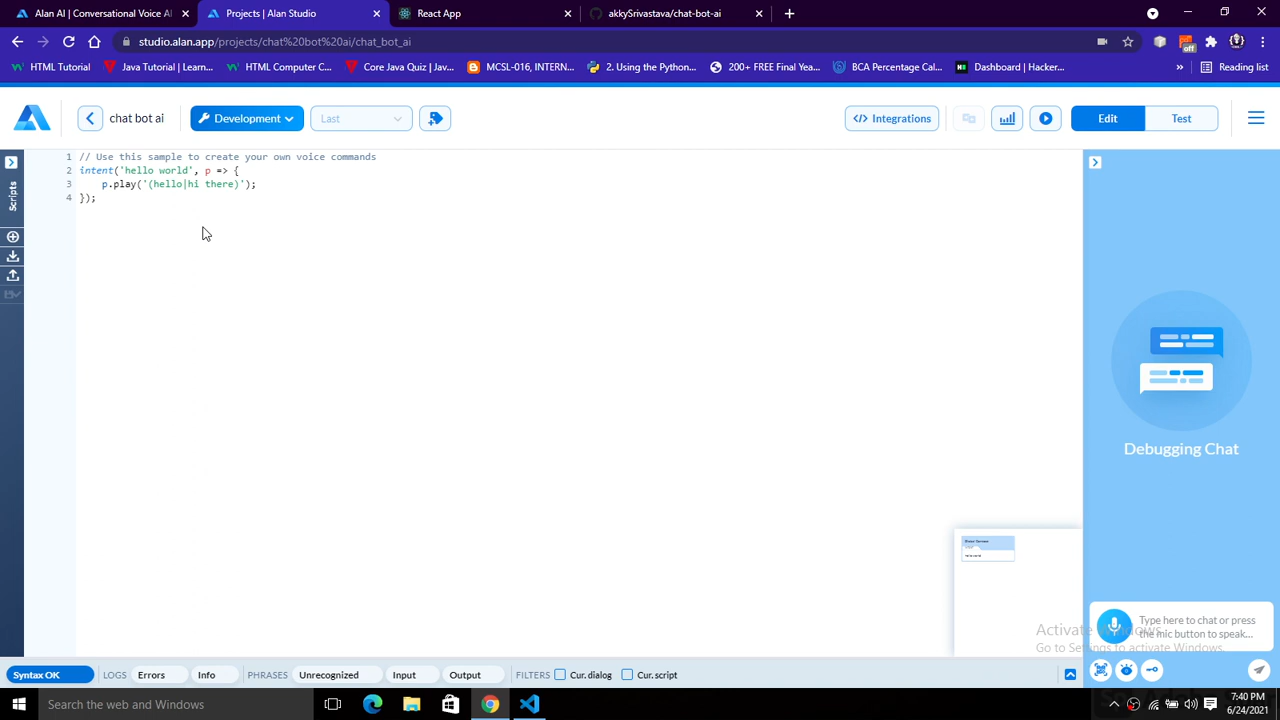 Alan AI | Conversational Voice AI
Projects | Alan Studio
React App
akkySrivastava/chat-bot-ai
studio.alan.app/projects/chat%20bot%20ai/chat_bot_ai
off
HTML Tutorial
Java Tutorial | Learn...
HTML Computer C...
Core Java Quiz | Jav...
MCSL-016, INTERN...
2. Using the Python...
200+ FREE Final Year...
BCA Percentage Cal...
Dashboard | Hacker...
»
Reading list
chat bot ai
Development
Last
</> Integrations
Edit
Test
Scripts
1 // Use this sample to create your own voice commands
2 intent('hello world', p => {
3 p.play('(hello|hi there)');
4 });
Debugging Chat
Type here to chat or press
the mic button to speak...
Activate Windows
Go to Settings to activate Windows.
Syntax OK
LOGS
Errors
Info
PHRASES
Unrecognized
Input
Output
FILTERS
Cur. dialog
Cur. script
Search the web and Windows
7:40 PM
6/24/2021